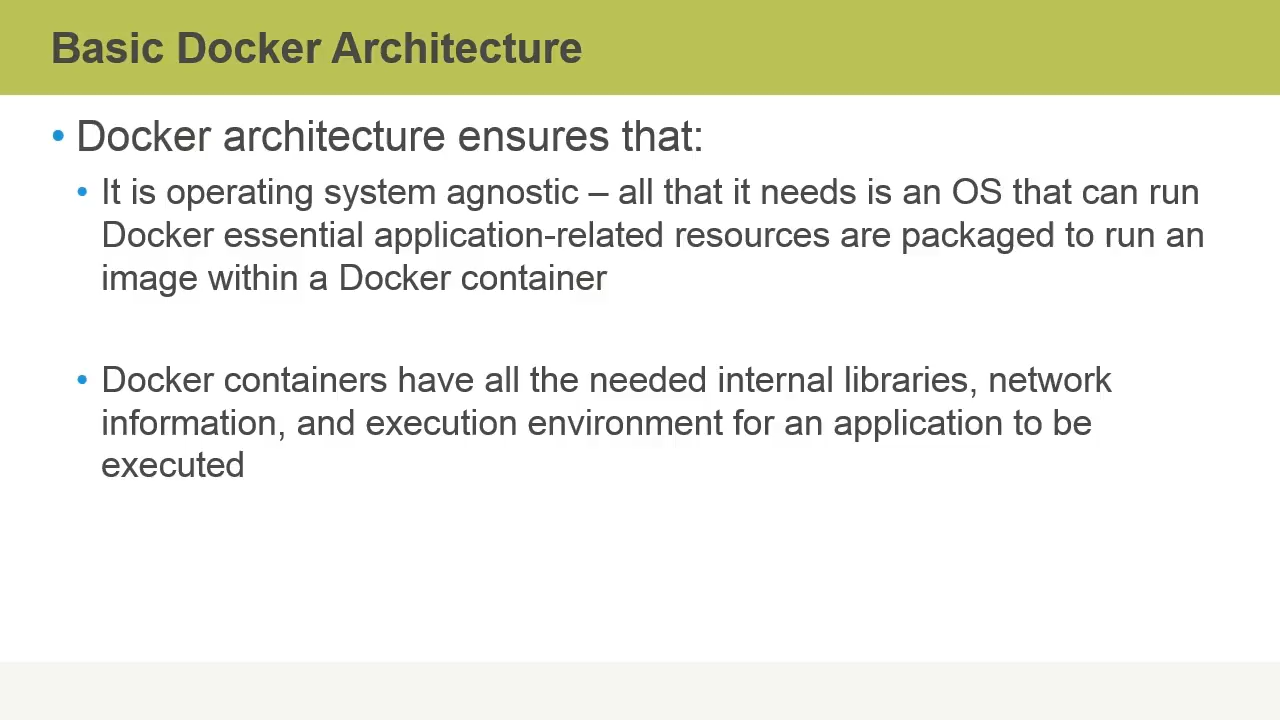 Basic Docker Architecture
• Docker architecture ensures that:
• It is operating system agnostic – all that it needs is an OS that can run
Docker essential application-related resources are packaged to run an
image within a Docker container
• Docker containers have all the needed internal libraries, network
information, and execution environment for an application to be
executed